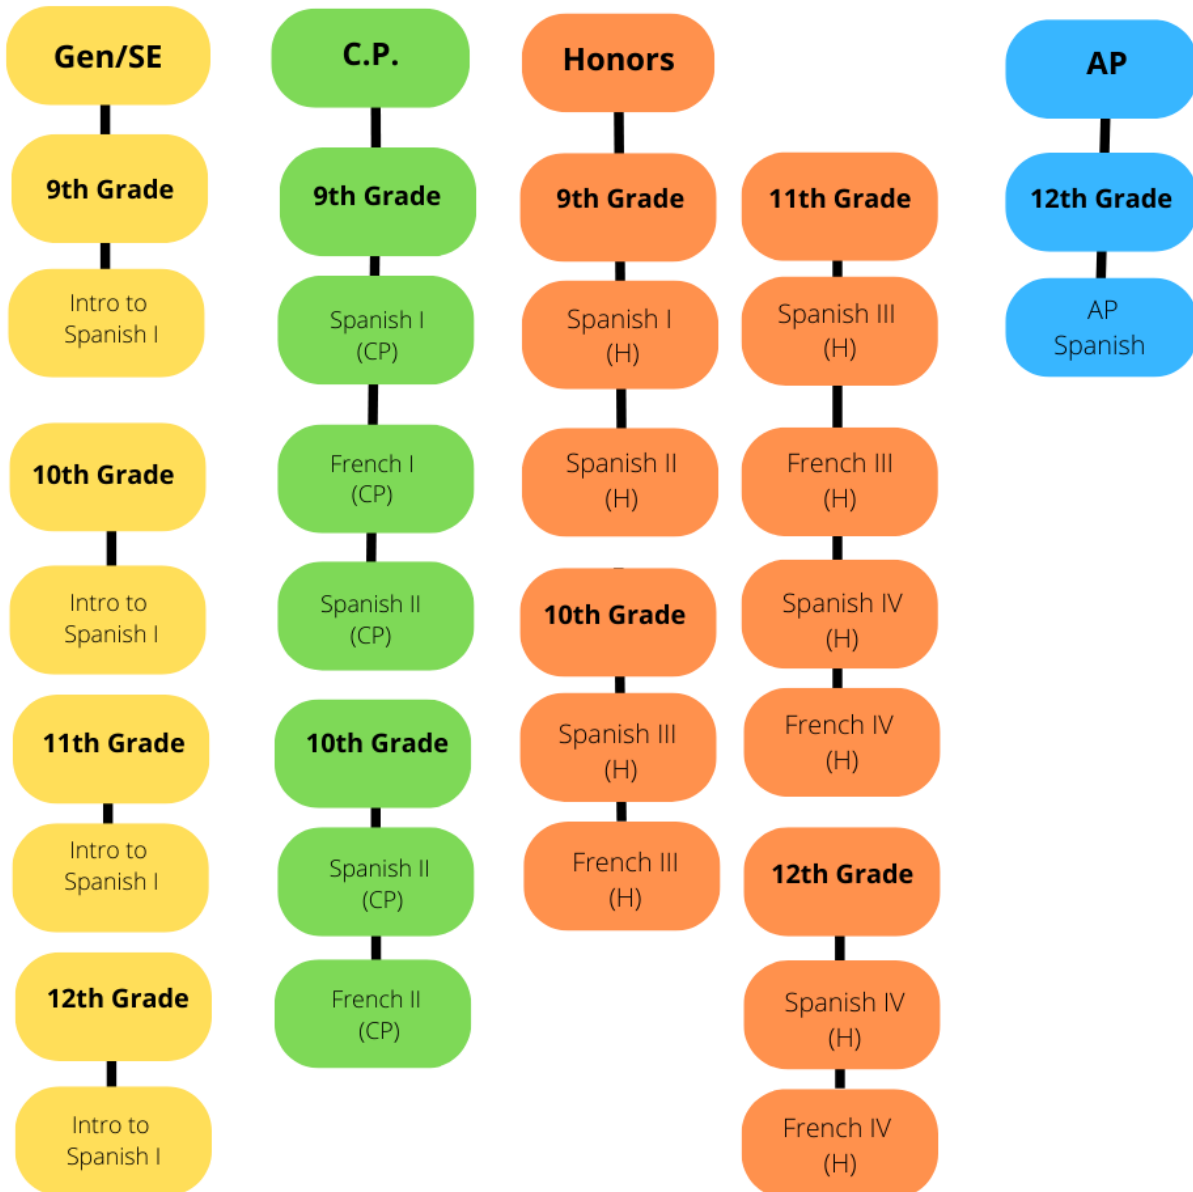 Gen/SE
9th Grade
Intro to
Spanish I
10th Grade
Intro to
Spanish I
11th Grade
Intro to
Spanish I
12th Grade
Intro to
Spanish I
C.P.
9th Grade
Spanish I
(CP)
French I
(CP)
Spanish II
(CP)
10th Grade
Spanish II
(CP)
French II
(CP)
Honors
9th Grade
Spanish I
(H)
Spanish II
(H)
10th Grade
Spanish III
(H)
French III
(H)
11th Grade
Spanish III
(H)
French III
(H)
Spanish IV
(H)
French IV
(H)
12th Grade
Spanish IV
(H)
French IV
(H)
AP
12th Grade
AP
Spanish